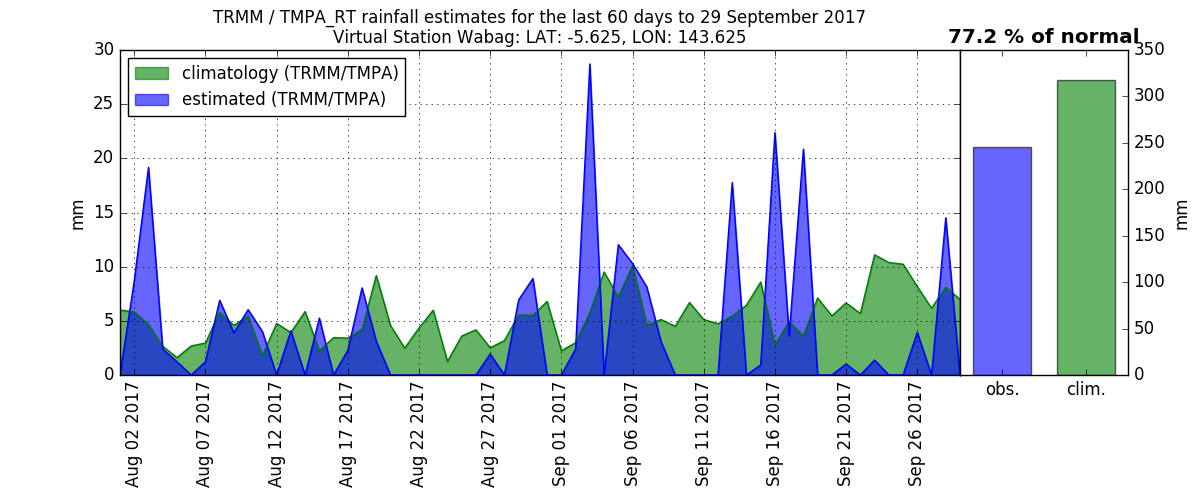 TRMM / TMPA_RT rainfall estimates for the last 60 days to 29 September 2017
Virtual Station Wabag: LAT: -5.625, LON: 143.625
77.2 % of normal
climatology (TRMM/TMPA)
estimated (TRMM/TMPA)
30
25
20
15
10
5
0
mm
350
300
250
200
150
100
50
0
mm
Aug 02 2017
Aug 07 2017
Aug 12 2017
Aug 17 2017
Aug 22 2017
Aug 27 2017
Sep 01 2017
Sep 06 2017
Sep 11 2017
Sep 16 2017
Sep 21 2017
Sep 26 2017
obs.
clim.